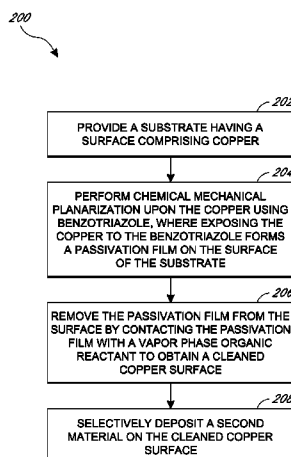 200
202
PROVIDE A SUBSTRATE HAVING A
SURFACE COMPRISING COPPER
204
PERFORM CHEMICAL MECHANICAL
PLANARIZATION UPON THE COPPER USING
BENZOTRIAZOLE, WHERE EXPOSING THE
COPPER TO THE BENZOTRIAZOLE FORMS
A PASSIVATION FILM ON THE SURFACE
OF THE SUBSTRATE
206
REMOVE THE PASSIVATION FILM FROM THE
SURFACE BY CONTACTING THE PASSIVATION
FILM WITH A VAPOR PHASE ORGANIC
REACTANT TO OBTAIN A CLEANED
COPPER SURFACE
208
SELECTIVELY DEPOSIT A SECOND
MATERIAL ON THE CLEANED COPPER
SURFACE